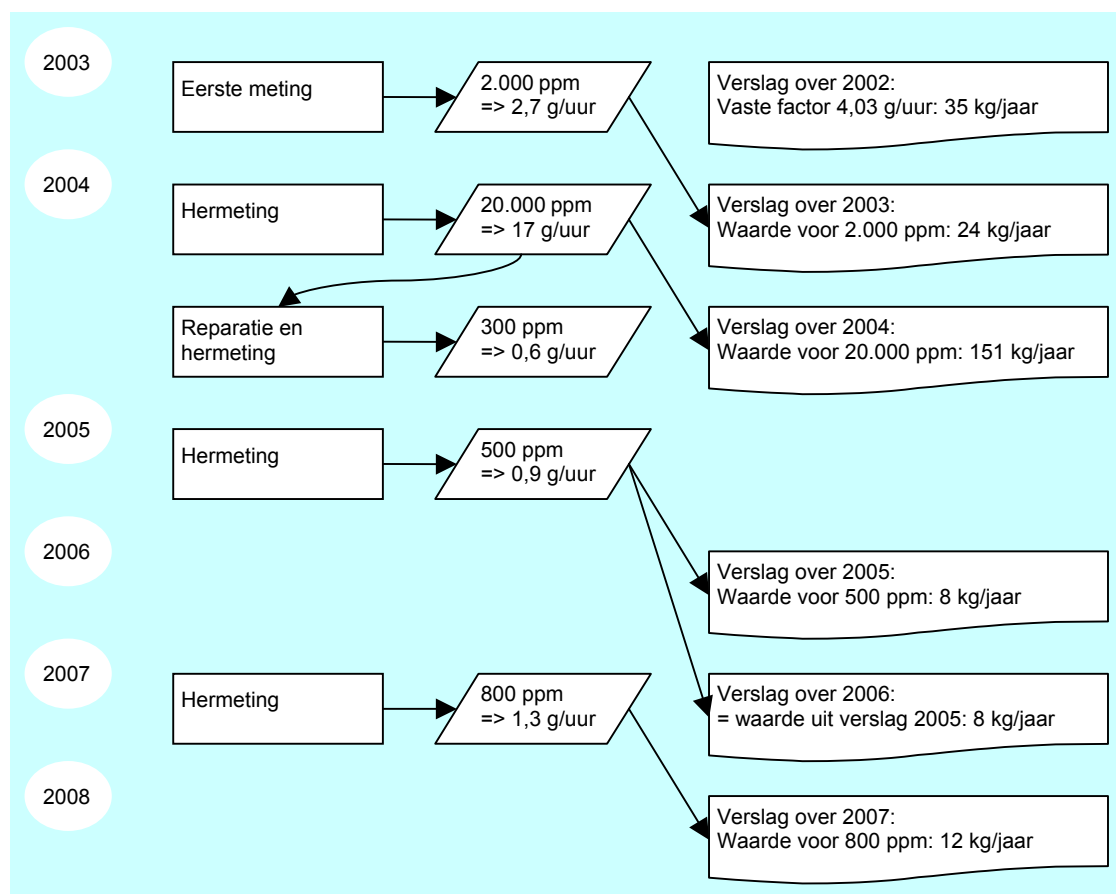 2003
Eerste meting
2.000 ppm
=> 2,7 g/uur
Verslag over 2002:
Vaste factor 4,03 g/uur: 35 kg/jaar
2004
Hermeting
20.000 ppm
=> 17 g/uur
Verslag over 2003:
Waarde voor 2.000 ppm: 24 kg/jaar
Reparatie en
hermeting
300 ppm
=> 0,6 g/uur
Verslag over 2004:
Waarde voor 20.000 ppm: 151 kg/jaar
2005
Hermeting
500 ppm
=> 0,9 g/uur
2006
Verslag over 2005:
Waarde voor 500 ppm: 8 kg/jaar
2007
Hermeting
800 ppm
=> 1,3 g/uur
Verslag over 2006:
= waarde uit verslag 2005: 8 kg/jaar
2008
Verslag over 2007:
Waarde voor 800 ppm: 12 kg/jaar